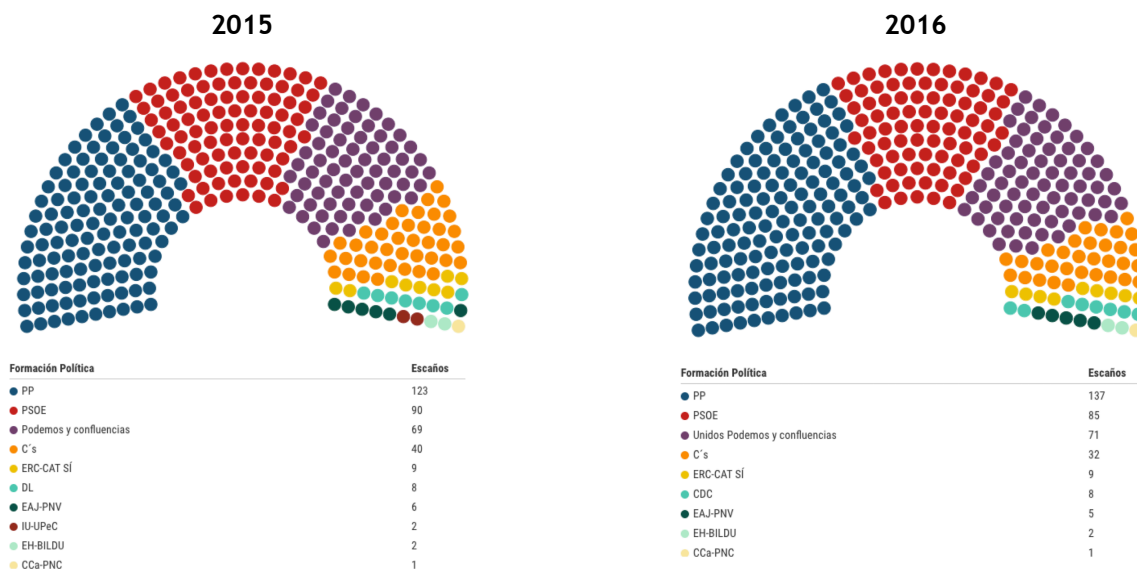 2015
Formación Política Escaños
PP 123
PSOE 90
Podemos y confluencias 69
C´s 40
ERC-CAT SÍ 9
DL 8
EAJ-PNV 6
IU-UPeC 2
EH-BILDU 2
CCa-PNC 1
2016
Formación Política Escaños
PP 137
PSOE 85
Unidos Podemos y confluencias 71
C´s 32
ERC-CAT SÍ 9
CDC 8
EAJ-PNV 5
EH-BILDU 2
CCa-PNC 1